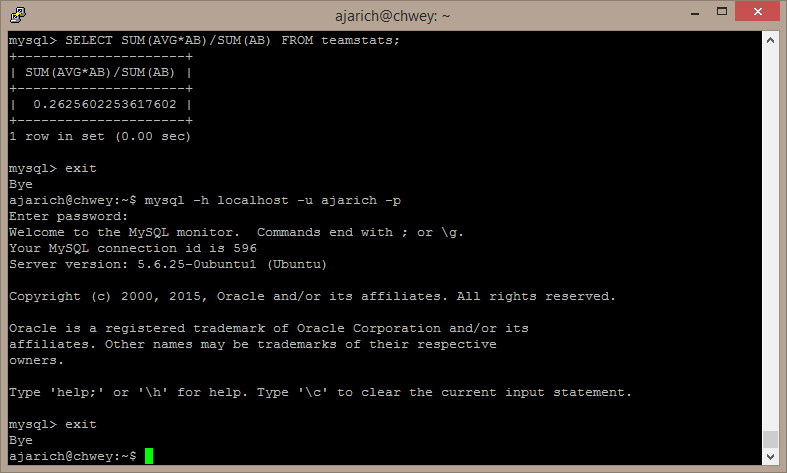 ajarich@chwey: ~
mysql> SELECT SUM(AVG*AB)/SUM(AB) FROM teamstats;
+---------------------+
| SUM(AVG*AB)/SUM(AB) |
+---------------------+
|  0.2625602253617602 |
+---------------------+
1 row in set (0.00 sec)
mysql> exit
Bye
ajarich@chwey:~$ mysql -h localhost -u ajarich -p
Enter password:
Welcome to the MySQL monitor.  Commands end with ; or \g.
Your MySQL connection id is 596
Server version: 5.6.25-0ubuntu1 (Ubuntu)
Copyright (c) 2000, 2015, Oracle and/or its affiliates. All rights reserved.
Oracle is a registered trademark of Oracle Corporation and/or its
affiliates. Other names may be trademarks of their respective
owners.
Type 'help;' or '\h' for help. Type '\c' to clear the current input statement.
mysql> exit
Bye
ajarich@chwey:~$